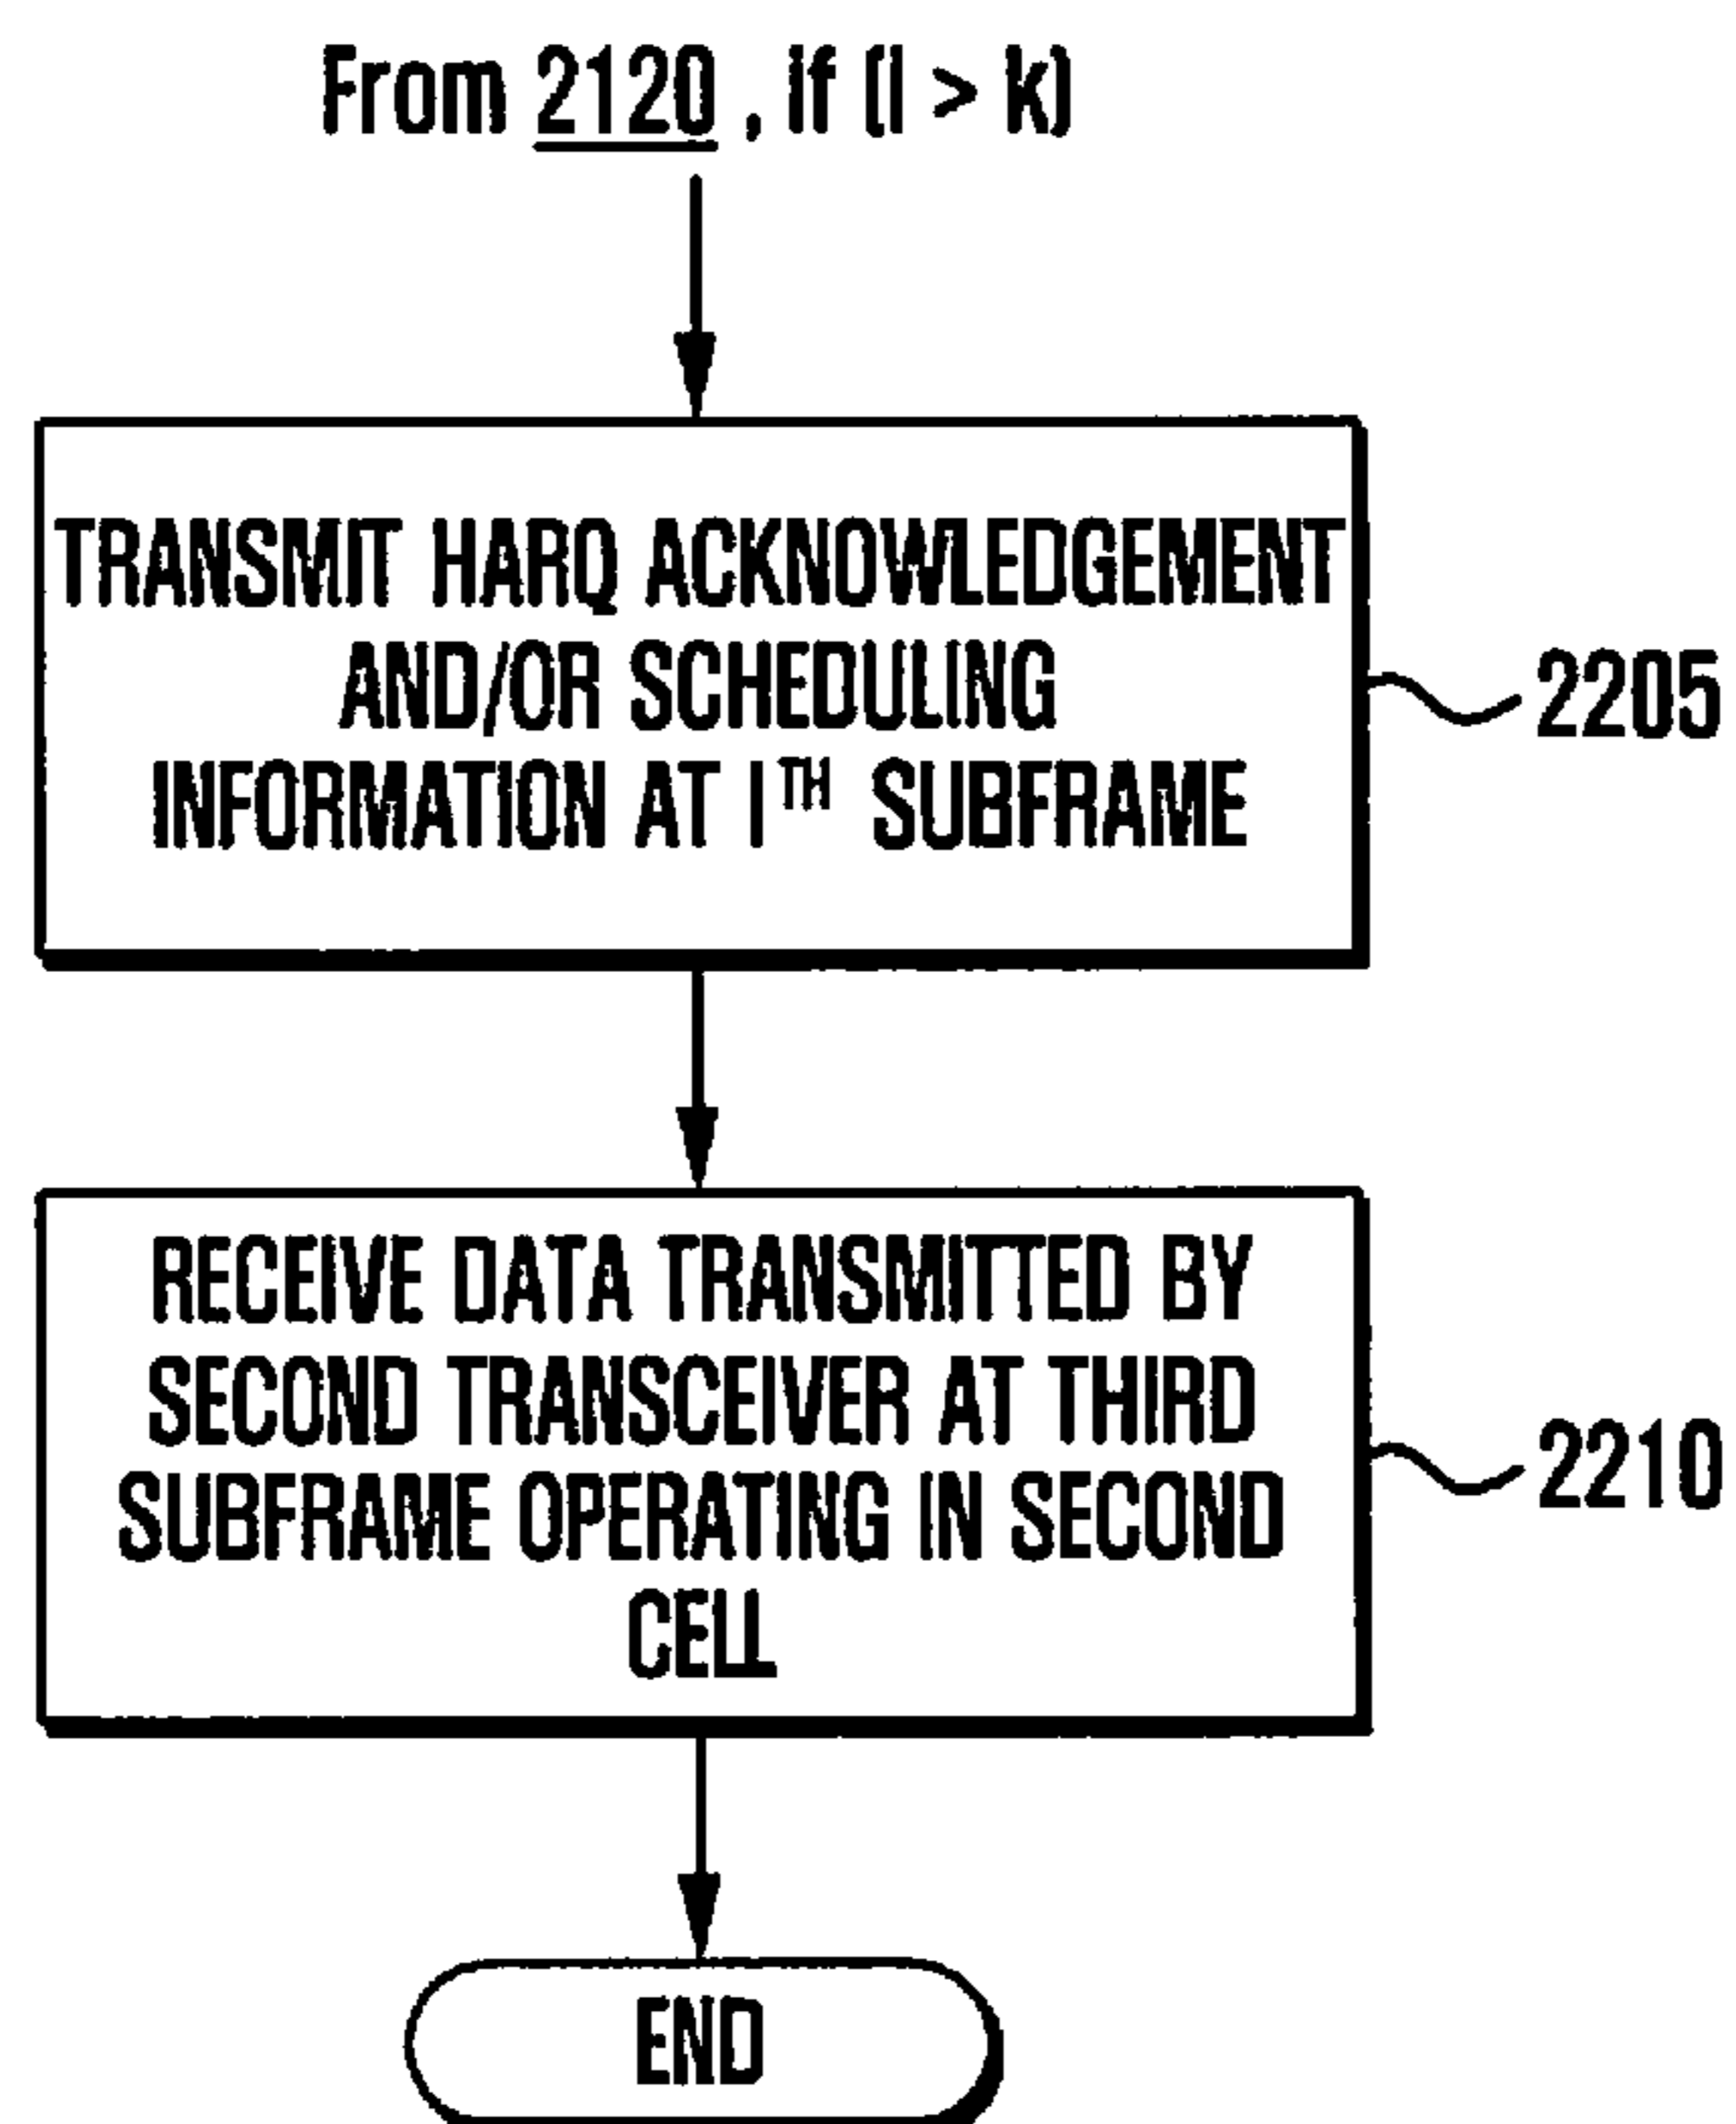 From 2120 , if (l > k)
TRANSMIT HARQ ACKNOWLEDGEMENT
AND/OR SCHEDULING
INFORMATION AT lTH SUBFRAME
2205
RECEIVE DATA TRANSMITTED BY
SECOND TRANSCEIVER AT THIRD
SUBFRAME OPERATING IN SECOND
CELL
2210
END